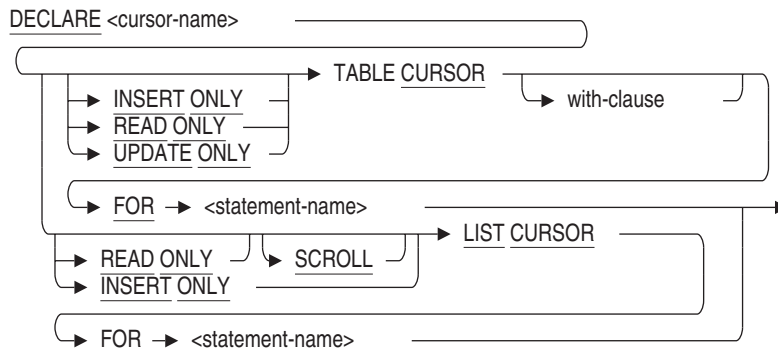 DECLARE <cursor-name>
TABLE CURSOR
INSERT ONLY
with-clause
READ ONLY
UPDATE ONLY
FOR <statement-name>
LIST CURSOR
READ ONLY SCROLL
INSERT ONLY
FOR <statement-name>